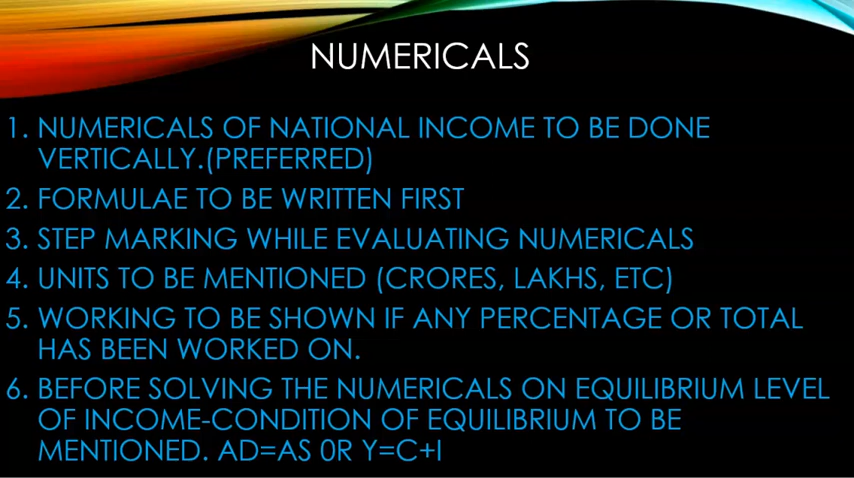 NUMERICALS
1. NUMERICALS OF NATIONAL INCOME TO BE DONE
VERTICALLY.(PREFERRED)
2. FORMULAE TO BE WRITTEN FIRST
3. STEP MARKING WHILE EVALUATING NUMERICALS
4. UNITS TO BE MENTIONED (CRORES, LAKHS, ETC)
5. WORKING TO BE SHOWN IF ANY PERCENTAGE OR TOTAL
HAS BEEN WORKED ON.
6. BEFORE SOLVING THE NUMERICALS ON EQUILIBRIUM LEVEL
OF INCOME-CONDITION OF EQUILIBRIUM TO BE
MENTIONED. AD=AS 0R Y=C+I